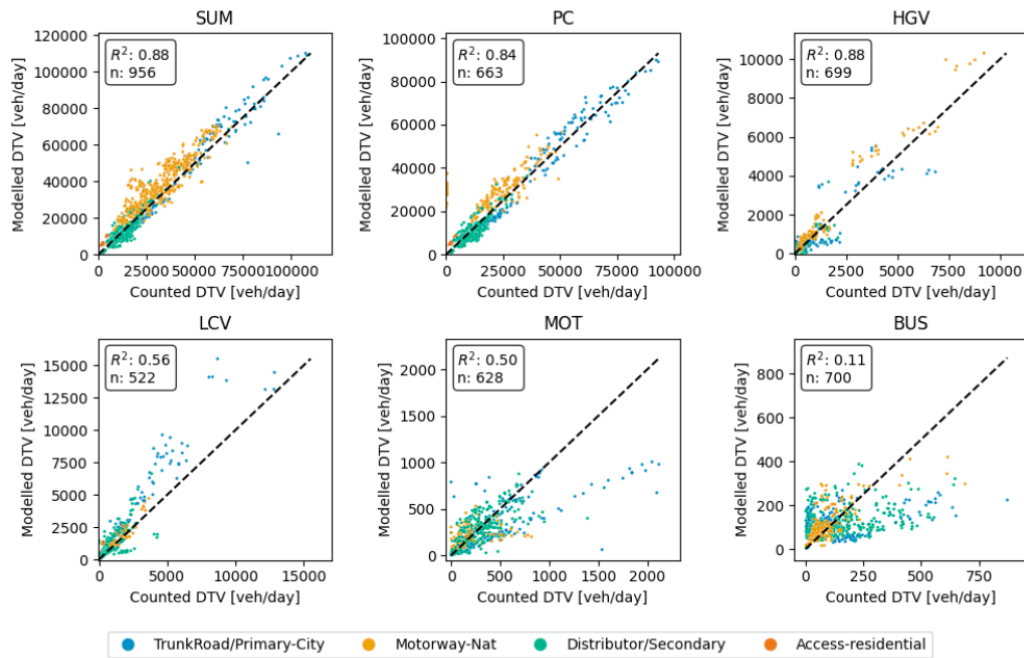 SUM
R²: 0.88
n: 956
120000
100000
80000
60000
40000
20000
0
0 25000 50000 75000 100000
Modelled DTV [veh/day]
Counted DTV [veh/day]
PC
R²: 0.84
n: 663
100000
80000
60000
40000
20000
0
0 25000 50000 75000 100000
Modelled DTV [veh/day]
Counted DTV [veh/day]
HGV
R²: 0.88
n: 699
10000
8000
6000
4000
2000
0
0 2500 5000 7500 10000
Modelled DTV [veh/day]
Counted DTV [veh/day]
LCV
R²: 0.56
n: 522
15000
12500
10000
7500
5000
2500
0
0 5000 10000 15000
Modelled DTV [veh/day]
Counted DTV [veh/day]
MOT
R²: 0.50
n: 628
2000
1500
1000
500
0
0 500 1000 1500 2000
Modelled DTV [veh/day]
Counted DTV [veh/day]
BUS
R²: 0.11
n: 700
800
600
400
200
0
0 250 500 750
Modelled DTV [veh/day]
Counted DTV [veh/day]
TrunkRoad/Primary-City Motorway-Nat Distributor/Secondary Access-residential